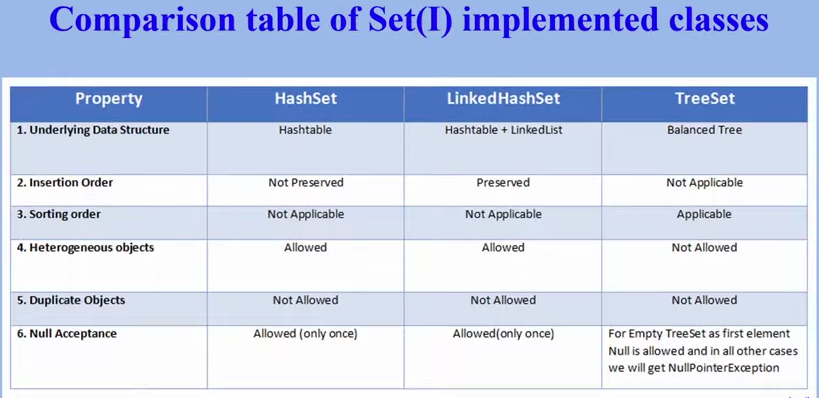 Comparison table of Set(I) implemented classes
Property HashSet LinkedHashSet TreeSet
1. Underlying Data Structure Hashtable Hashtable + LinkedList Balanced Tree
2. Insertion Order Not Preserved Preserved Not Applicable
3. Sorting order Not Applicable Not Applicable Applicable
4. Heterogeneous objects Allowed Allowed Not Allowed
5. Duplicate Objects Not Allowed Not Allowed Not Allowed
6. Null Acceptance Allowed (only once) Allowed(only once) For Empty TreeSet as first element
Null is allowed and in all other cases
we will get NullPointerException